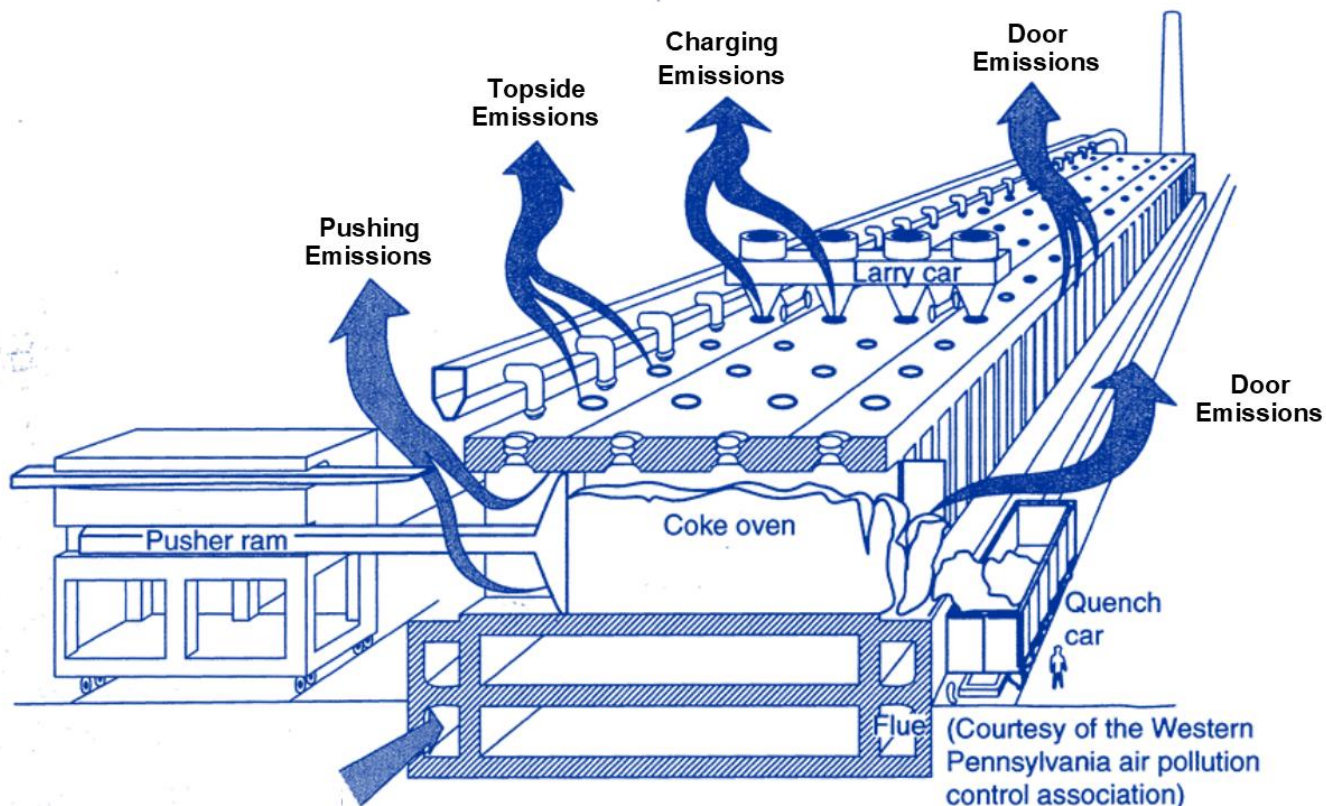 Charging
Emissions
Door
Emissions
Topside
Emissions
Pushing
Emissions
Larry car
Door
Emissions
Coke oven
Pusher ram
Quench
car
Flue
(Courtesy of the Western
Pennsylvania air pollution
control association)